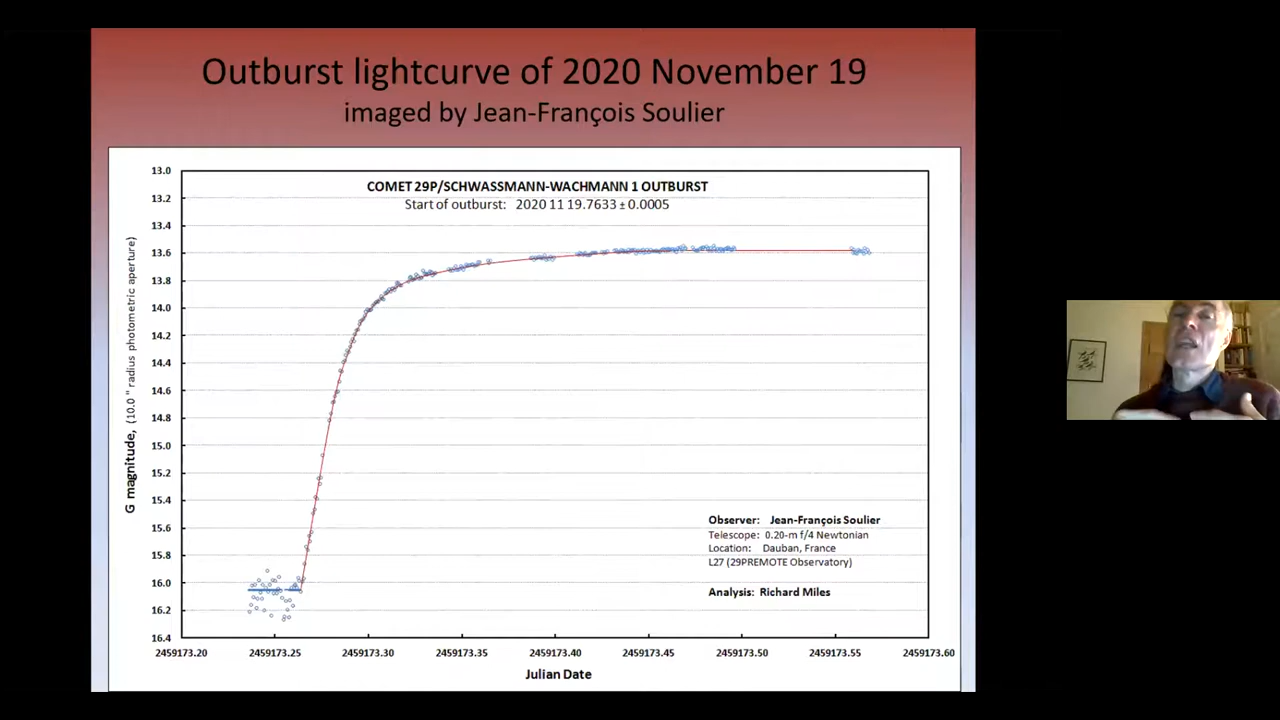 Outburst lightcurve of 2020 November 19
imaged by Jean-François Soulier
COMET 29P/SCHWASSMANN-WACHMANN 1 OUTBURST
Start of outburst: 2020 11 19.7633 ± 0.0005
G magnitude, (10.0 " radius photometric aperture)
13.0
13.2
13.4
13.6
13.8
14.0
14.2
14.4
14.6
14.8
15.0
15.2
15.4
15.6
15.8
16.0
16.2
16.4
Observer: Jean-François Soulier
Telescope: 0.20-m f/4 Newtonian
Location: Dauban, France
L27 (29PREMOTE Observatory)
Analysis: Richard Miles
2459173.20 2459173.25 2459173.30 2459173.35 2459173.40 2459173.45 2459173.50 2459173.55 2459173.60
Julian Date